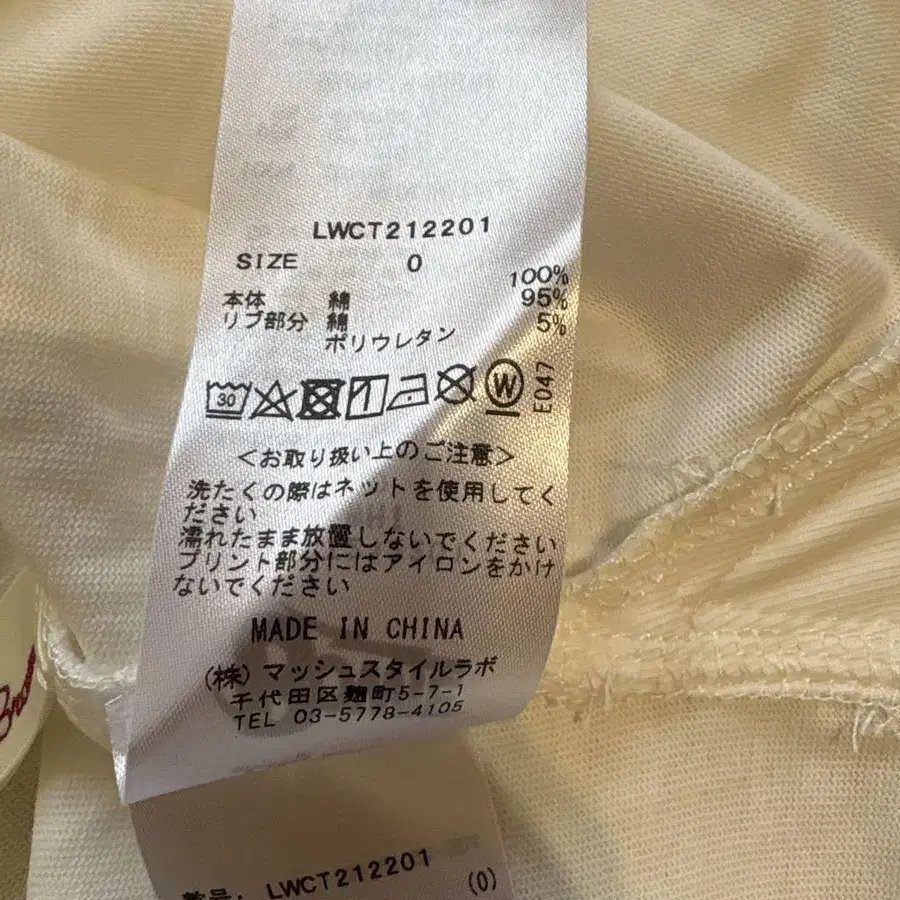 LWCT212201
SIZE 0
100%
本体 綿 95%
リブ部分 綿 5%
ポリウレタン
30 W E047
<お取り扱い上のご注意>
洗たくの際はネットを使用してく
ださい
濡れたまま放置しないでください
プリント部分にはアイロンをかけ
ないでください
MADE IN CHINA
(株)マッシュスタイルラボ
千代田区麹町5-7-1
TEL 03-5778-4105
LWCT212201 (0)